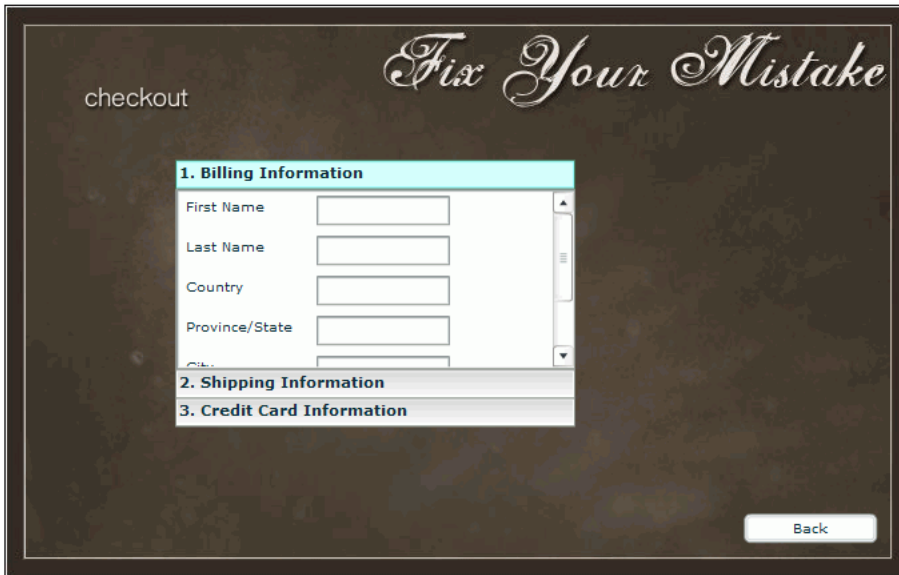 Fix Your Mistake
checkout
1. Billing Information
First Name
Last Name
Country
Province/State
City
2. Shipping Information
3. Credit Card Information
Back